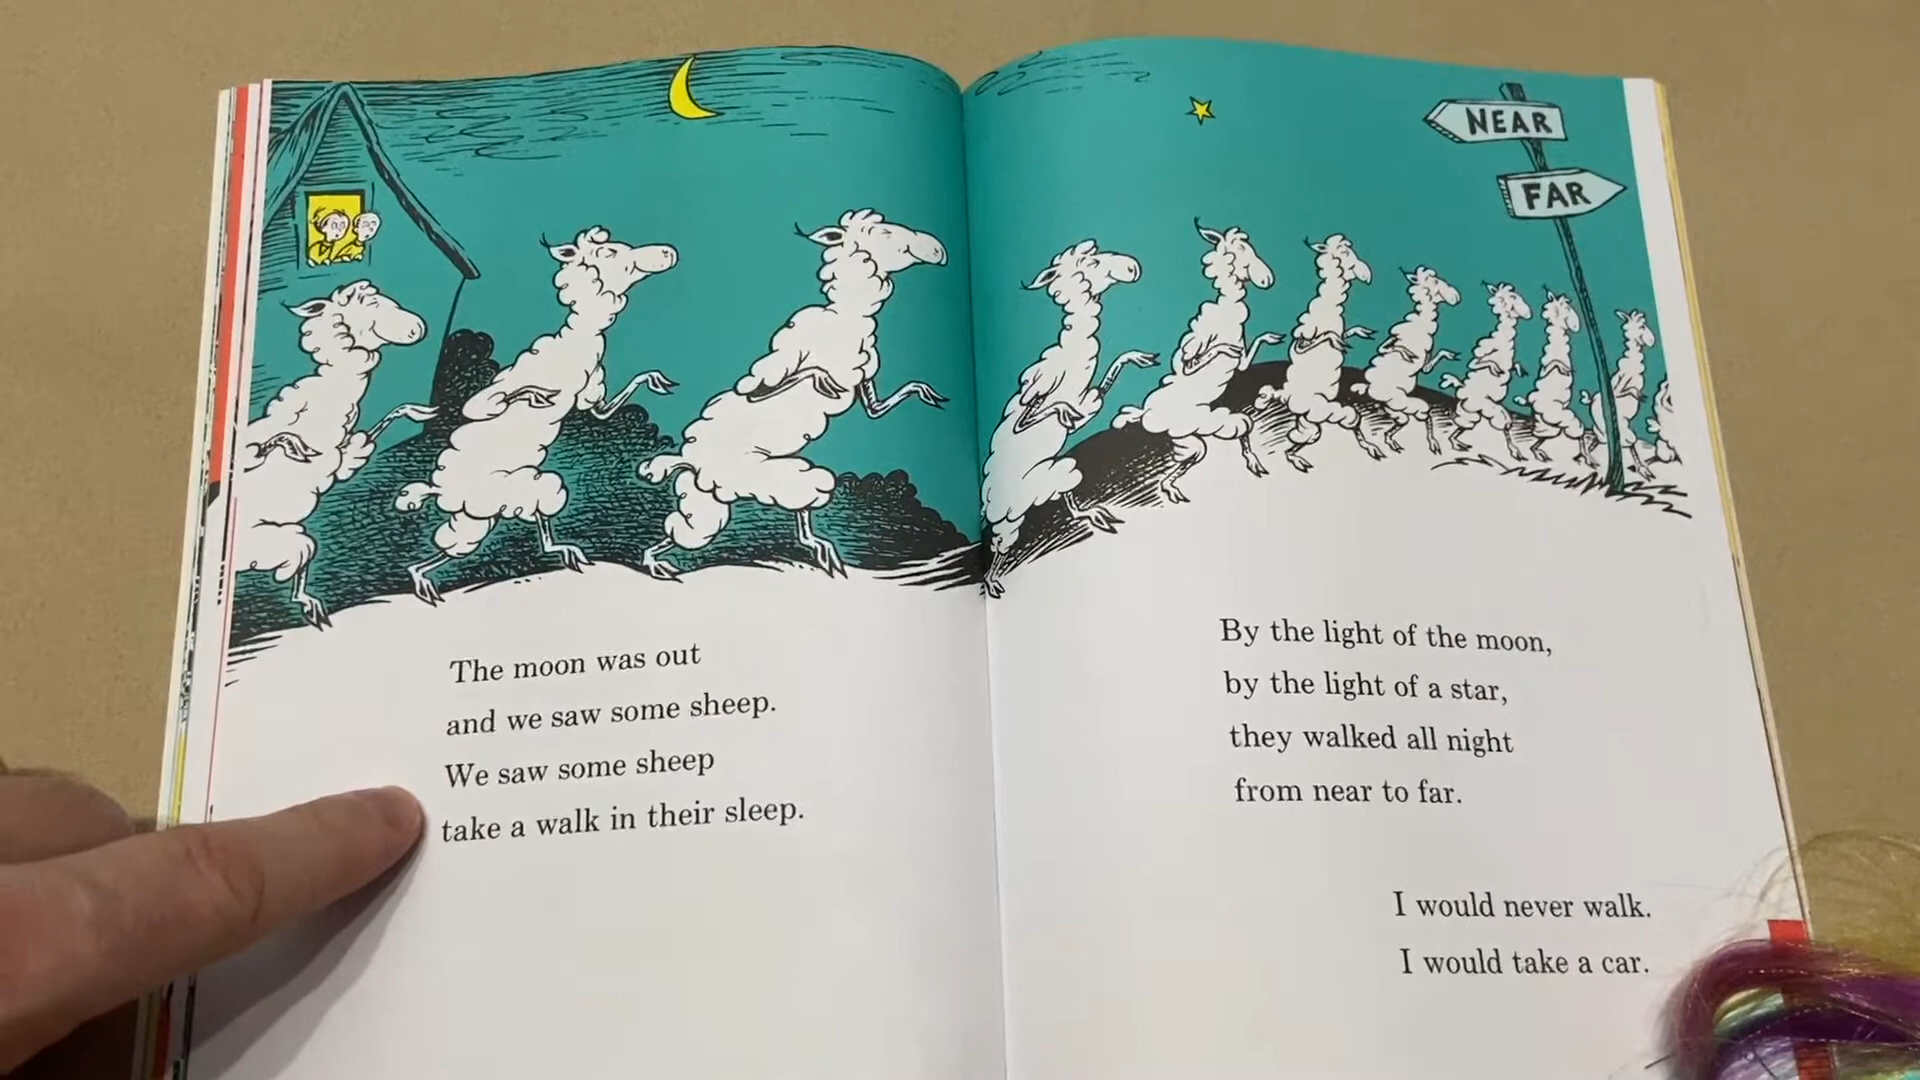 NEAR
FAR
The moon was out
and we saw some sheep.
We saw some sheep
take a walk in their sleep.
By the light of the moon,
by the light of a star,
they walked all night
from near to far.
I would never walk.
I would take a car.